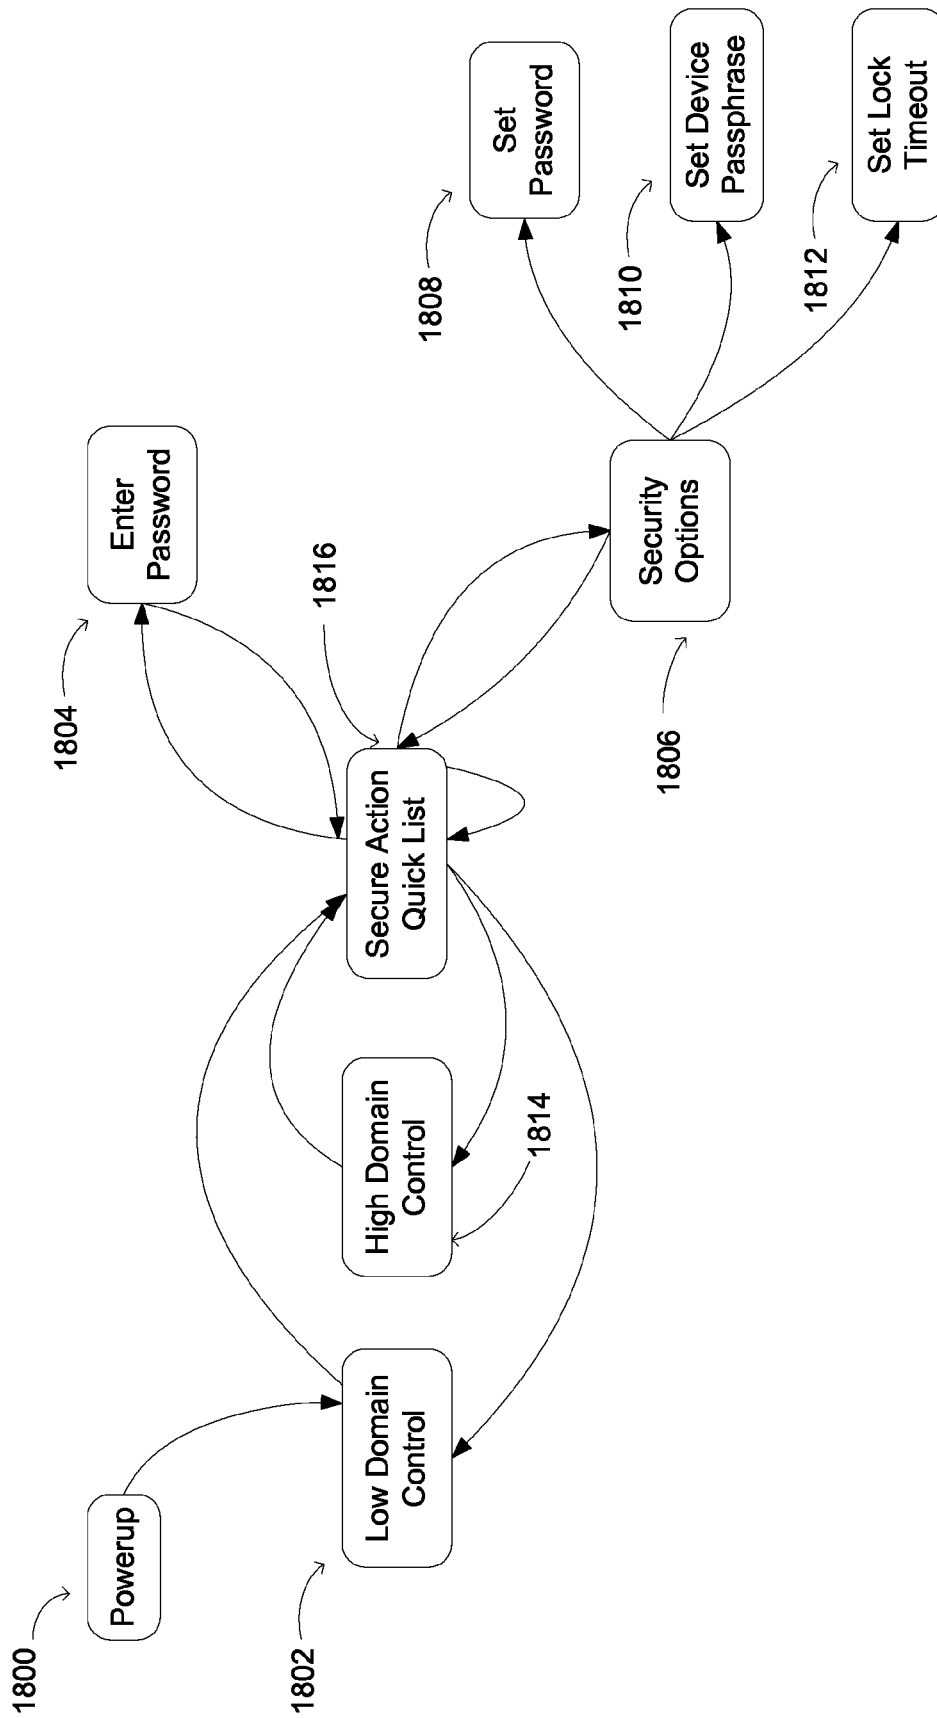 1800
Powerup
1802
Low Domain
Control
High Domain
Control
1814
1804
Enter
Password
1816
Secure Action
Quick List
1806
Security
Options
1808
Set
Password
1810
Set Device
Passphrase
1812
Set Lock
Timeout